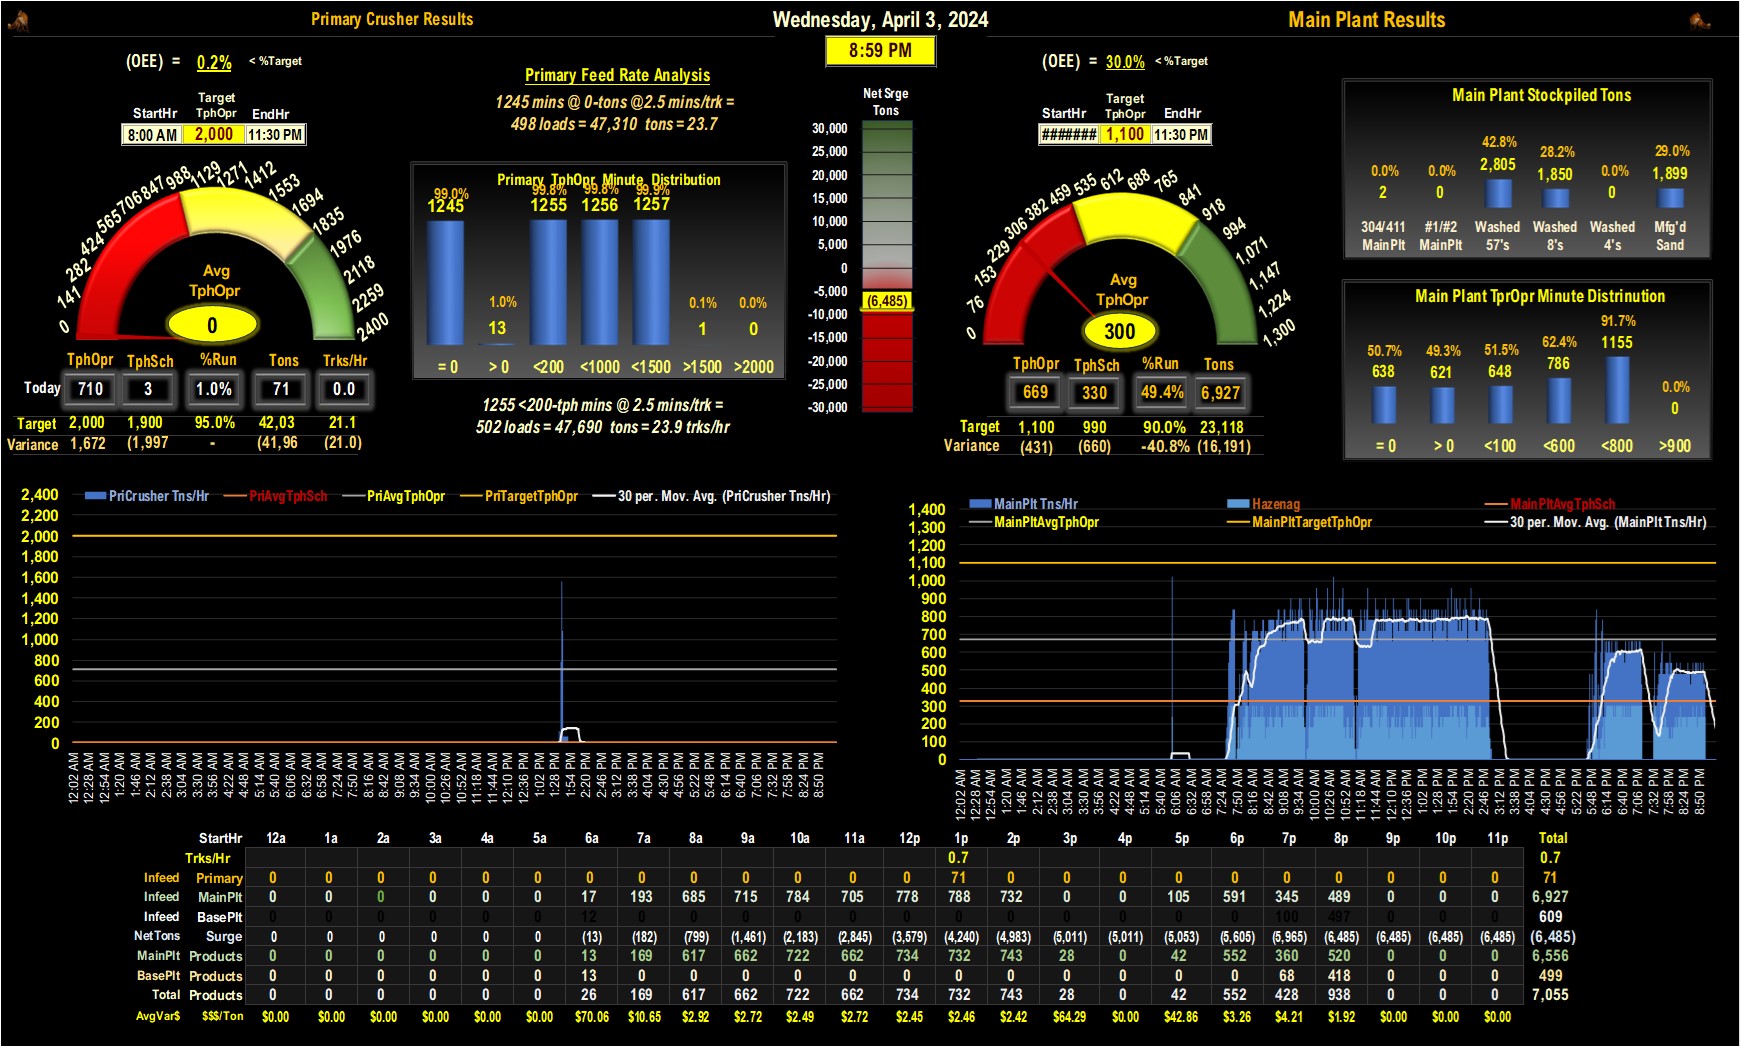 Primary Crusher Results
Wednesday, April 3, 2024
Main Plant Results
8:59 PM
(OEE) = 0.2% < %Target
Target
StartHr TphOpr EndHr
8:00 AM 2,000 11:30 PM
Primary Feed Rate Analysis
1245 mins @ 0-tons @2.5 mins/trk =
498 loads = 47,310 tons = 23.7
0 141 282 424 565 706 847 988 1129 1271 1412 1553 1694 1835 1976 2118 2259 2400
Avg
TphOpr
0
TphOpr TphSch %Run Tons Trks/Hr
Today 710 3 1.0% 71 0.0
Target 2,000 1,900 95.0% 42,03 21.1
Variance 1,672 (1,997 - (41,96 (21.0)
Primary TphOpr Minute Distribution
99.0% 99.8% 99.8% 99.9%
1245 1255 1256 1257
1.0% 0.1% 0.0%
13 1 0
= 0 > 0 <200 <1000 <1500 >1500 >2000
1255 <200-tph mins @ 2.5 mins/trk =
502 loads = 47,690 tons = 23.9 trks/hr
Net Srge
Tons
30,000
25,000
20,000
15,000
10,000
5,000
0
-5,000
(6,485)
-10,000
-15,000
-20,000
-25,000
-30,000
(OEE) = 30.0% < %Target
Target
StartHr TphOpr EndHr
####### 1,100 11:30 PM
0 76 153 229 306 382 459 535 612 688 765 841 918 994 1,071 1,147 1,224 1,300
Avg
TphOpr
300
TphOpr TphSch %Run Tons
669 330 49.4% 6,927
Target 1,100 990 90.0% 23,118
Variance (431) (660) -40.8% (16,191)
Main Plant Stockpiled Tons
0.0% 0.0% 42.8% 28.2% 0.0% 29.0%
2 0 2,805 1,850 0 1,899
304/411 #1/#2 Washed Washed Washed Mfg'd
MainPlt MainPlt 57's 8's 4's Sand
Main Plant TprOpr Minute Distrinution
50.7% 49.3% 51.5% 62.4% 91.7% 0.0%
638 621 648 786 1155 0
= 0 > 0 <100 <600 <800 >900
PriCrusher Tns/Hr PriAvgTphSch PriAvgTphOpr PriTargetTphOpr 30 per. Mov. Avg. (PriCrusher Tns/Hr)
2,400
2,200
2,000
1,800
1,600
1,400
1,200
1,000
800
600
400
200
0
12:02 AM 12:28 AM 12:54 AM 1:20 AM 1:46 AM 2:12 AM 2:38 AM 3:04 AM 3:30 AM 3:56 AM 4:22 AM 4:48 AM 5:14 AM 5:40 AM 6:06 AM 6:32 AM 6:58 AM 7:24 AM 7:50 AM 8:16 AM 8:42 AM 9:08 AM 9:34 AM 10:00 AM 10:26 AM 10:52 AM 11:18 AM 11:44 AM 12:10 PM 12:36 PM 1:02 PM 1:28 PM 1:54 PM 2:20 PM 2:46 PM 3:12 PM 3:38 PM 4:04 PM 4:30 PM 4:56 PM 5:22 PM 5:48 PM 6:14 PM 6:40 PM 7:06 PM 7:32 PM 7:58 PM 8:24 PM 8:50 PM
MainPlt Tns/Hr Hazenag MainPltAvgTphSch
MainPltAvgTphOpr MainPltTargetTphOpr 30 per. Mov. Avg. (MainPlt Tns/Hr)
1,400
1,300
1,200
1,100
1,000
900
800
700
600
500
400
300
200
100
0
12:02 AM 12:28 AM 12:54 AM 1:20 AM 1:46 AM 2:12 AM 2:38 AM 3:04 AM 3:30 AM 3:56 AM 4:22 AM 4:48 AM 5:14 AM 5:40 AM 6:06 AM 6:32 AM 6:58 AM 7:24 AM 7:50 AM 8:16 AM 8:42 AM 9:08 AM 9:34 AM 10:00 AM 10:26 AM 10:52 AM 11:18 AM 11:44 AM 12:10 PM 12:36 PM 1:02 PM 1:28 PM 1:54 PM 2:20 PM 2:46 PM 3:12 PM 3:38 PM 4:04 PM 4:30 PM 4:56 PM 5:22 PM 5:48 PM 6:14 PM 6:40 PM 7:06 PM 7:32 PM 7:58 PM 8:24 PM 8:50 PM
StartHr 12a 1a 2a 3a 4a 5a 6a 7a 8a 9a 10a 11a 12p 1p 2p 3p 4p 5p 6p 7p 8p 9p 10p 11p Total
Trks/Hr 0.7 0.7
Infeed Primary 0 0 0 0 0 0 0 0 0 0 0 0 0 71 0 0 0 0 0 0 0 0 0 0 71
Infeed MainPlt 0 0 0 0 0 0 17 193 685 715 784 705 778 788 732 0 0 105 591 345 489 0 0 0 6,927
Infeed BasePlt 0 0 0 0 0 0 12 0 0 0 0 0 0 0 0 0 0 0 0 100 497 0 0 0 609
NetTons Surge 0 0 0 0 0 0 (13) (182) (799) (1,461) (2,183) (2,845) (3,579) (4,240) (4,983) (5,011) (5,011) (5,053) (5,605) (5,965) (6,485) (6,485) (6,485) (6,485) (6,485)
MainPlt Products 0 0 0 0 0 0 13 169 617 662 722 662 734 732 743 28 0 42 552 360 520 0 0 0 6,556
BasePlt Products 0 0 0 0 0 0 13 0 0 0 0 0 0 0 0 0 0 0 0 68 418 0 0 0 499
Total Products 0 0 0 0 0 0 26 169 617 662 722 662 734 732 743 28 0 42 552 428 938 0 0 0 7,055
AvgVar$ $$$/Ton $0.00 $0.00 $0.00 $0.00 $0.00 $0.00 $70.06 $10.65 $2.92 $2.72 $2.49 $2.72 $2.45 $2.46 $2.42 $64.29 $0.00 $42.86 $3.26 $4.21 $1.92 $0.00 $0.00 $0.00